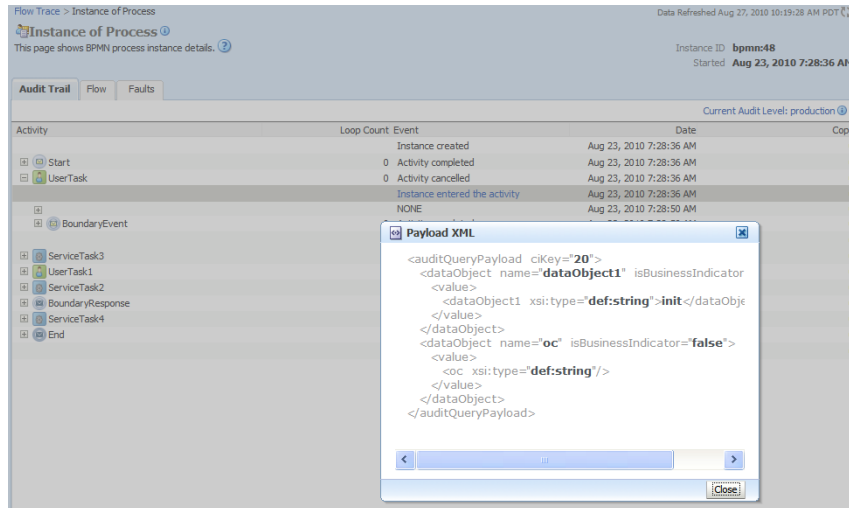 Flow Trace > Instance of Process
Data Refreshed Aug 27, 2010 10:19:28 AM PDT
Instance of Process
This page shows BPMN process instance details.
Instance ID bpmn:48
Started Aug 23, 2010 7:28:36 AM
Audit Trail Flow Faults
Current Audit Level: production
Activity Loop Count Event Date Cop
Instance created Aug 23, 2010 7:28:36 AM
Start 0 Activity completed Aug 23, 2010 7:28:36 AM
UserTask 0 Activity cancelled Aug 23, 2010 7:28:36 AM
Instance entered the activity Aug 23, 2010 7:28:36 AM
NONE Aug 23, 2010 7:28:50 AM
BoundaryEvent
ServiceTask3
UserTask1
ServiceTask2
BoundaryResponse
ServiceTask4
End
Payload XML
<auditQueryPayload ciKey="20">
<dataObject name="dataObject1" isBusinessIndicator
<value>
<dataObject1 xsi:type="def:string">init</dataObje
</value>
</dataObject>
<dataObject name="oc" isBusinessIndicator="false">
<value>
<oc xsi:type="def:string"/>
</value>
</dataObject>
</auditQueryPayload>
Close